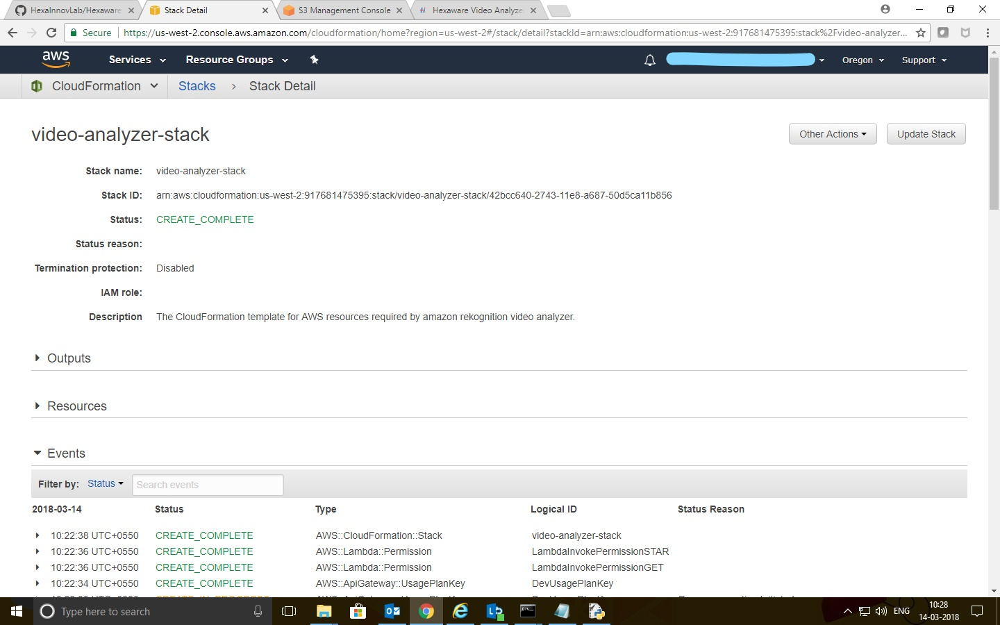 HexaInnovLab/Hexaware
Stack Detail
S3 Management Console
Hexaware Video Analyze
Secure
https://us-west-2.console.aws.amazon.com/cloudformation/home?region=us-west-2#/stack/detail?stackId=arn:aws:cloudformation:us-west-2:917681475395:stack%2Fvideo-analyzer...
aws
Services
Resource Groups
Oregon
Support
CloudFormation
Stacks
Stack Detail
video-analyzer-stack
Other Actions
Update Stack
Stack name: video-analyzer-stack
Stack ID: arn:aws:cloudformation:us-west-2:917681475395:stack/video-analyzer-stack/42bcc640-2743-11e8-a687-50d5ca11b856
Status: CREATE_COMPLETE
Status reason:
Termination protection: Disabled
IAM role:
Description The CloudFormation template for AWS resources required by amazon rekognition video analyzer.
Outputs
Resources
Events
Filter by: Status Search events
2018-03-14 Status Type Logical ID Status Reason
10:22:38 UTC+0550 CREATE_COMPLETE AWS::CloudFormation::Stack video-analyzer-stack
10:22:36 UTC+0550 CREATE_COMPLETE AWS::Lambda::Permission LambdaInvokePermissionSTAR
10:22:36 UTC+0550 CREATE_COMPLETE AWS::Lambda::Permission LambdaInvokePermissionGET
10:22:34 UTC+0550 CREATE_COMPLETE AWS::ApiGateway::UsagePlanKey DevUsagePlanKey
Type here to search
ENG
10:28
14-03-2018